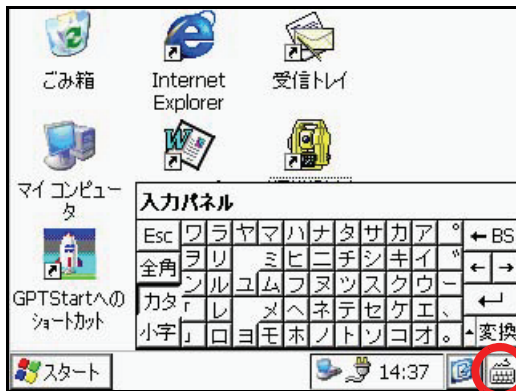 ごみ箱
Internet Explorer
受信トレイ
マイ コンピュータ
GPTStartへのショートカット
入力パネル
Esc ワ ラ ヤ マ ハ ナ タ サ カ ア ° ←BS
全角 ヲ リ ミ ヒ ニ チ シ キ イ ゛ ← →
ン ル ユ ム フ ヌ ツ ス ク ウ ー
カタ 「 レ メ ヘ ネ テ セ ケ エ 、 ↵
小字 」 ロ ヨ モ ホ ノ ト ソ コ オ 。 ▲変換
スタート
14:37